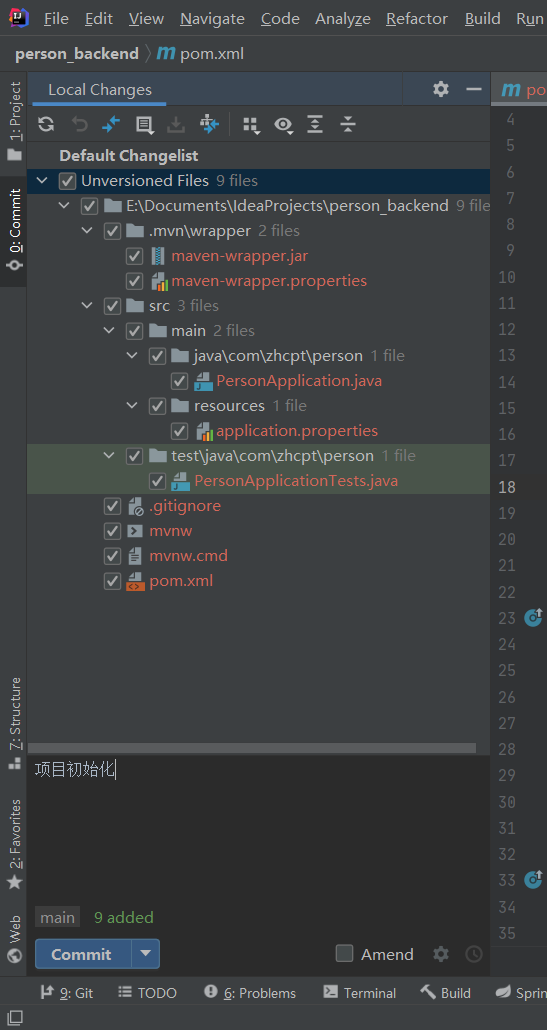 File Edit View Navigate Code Analyze Refactor Build Run
person_backend pom.xml
1: Project
Local Changes
0: Commit
Default Changelist
Unversioned Files 9 files
E:\Documents\IdeaProjects\person_backend 9 file
.mvn\wrapper 2 files
maven-wrapper.jar
maven-wrapper.properties
src 3 files
main 2 files
java\com\zhcpt\person 1 file
PersonApplication.java
resources 1 file
application.properties
test\java\com\zhcpt\person 1 file
PersonApplicationTests.java
.gitignore
mvnw
mvnw.cmd
pom.xml
po
4
5
6
7
8
9
10
11
12
13
14
15
16
17
18
19
20
21
22
23
24
25
26
27
28
29
30
31
32
33
34
35
7: Structure
2: Favorites
Web
项目初始化
main 9 added
Commit Amend
9: Git TODO 6: Problems Terminal Build Sprin